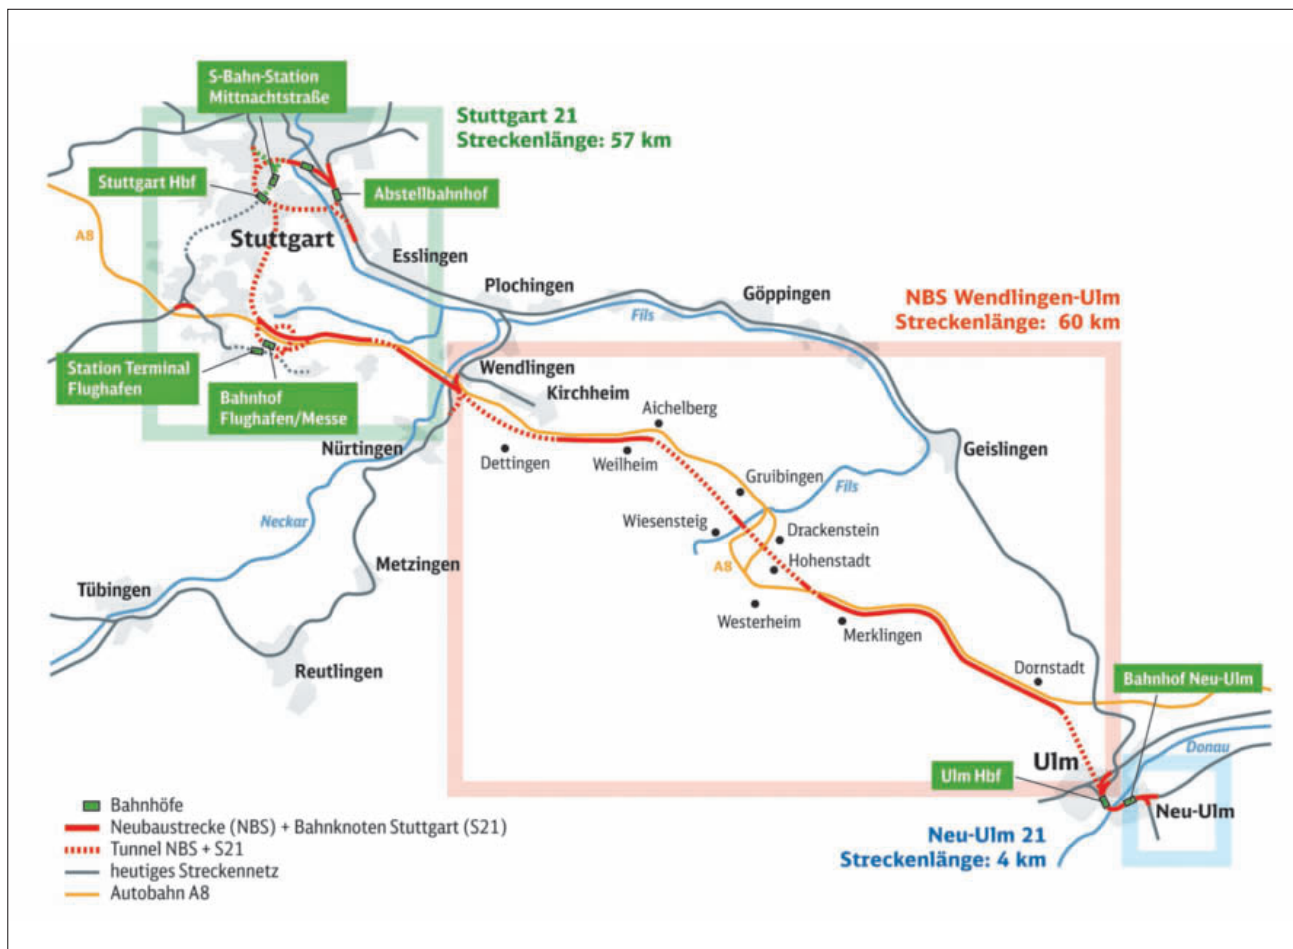 S-Bahn-Station
Mittnachtstraße
Stuttgart 21
Streckenlänge: 57 km
Stuttgart Hbf
Abstellbahnhof
A8
Stuttgart
Esslingen
Plochingen
Göppingen
Fils
NBS Wendlingen-Ulm
Streckenlänge: 60 km
Station Terminal
Flughafen
Bahnhof
Flughafen/Messe
Wendlingen
Kirchheim
Aichelberg
Nürtingen
Dettingen
Weilheim
Geislingen
Gruibingen
Fils
Neckar
Wiesensteig
Drackenstein
Metzingen
A8
Hohenstadt
Tübingen
Westerheim
Merklingen
Reutlingen
Dornstadt
Bahnhof Neu-Ulm
Donau
Ulm
Ulm Hbf
Neu-Ulm
Neu-Ulm 21
Streckenlänge: 4 km
Bahnhöfe
Neubaustrecke (NBS) + Bahnknoten Stuttgart (S21)
Tunnel NBS + S21
heutiges Streckennetz
Autobahn A8